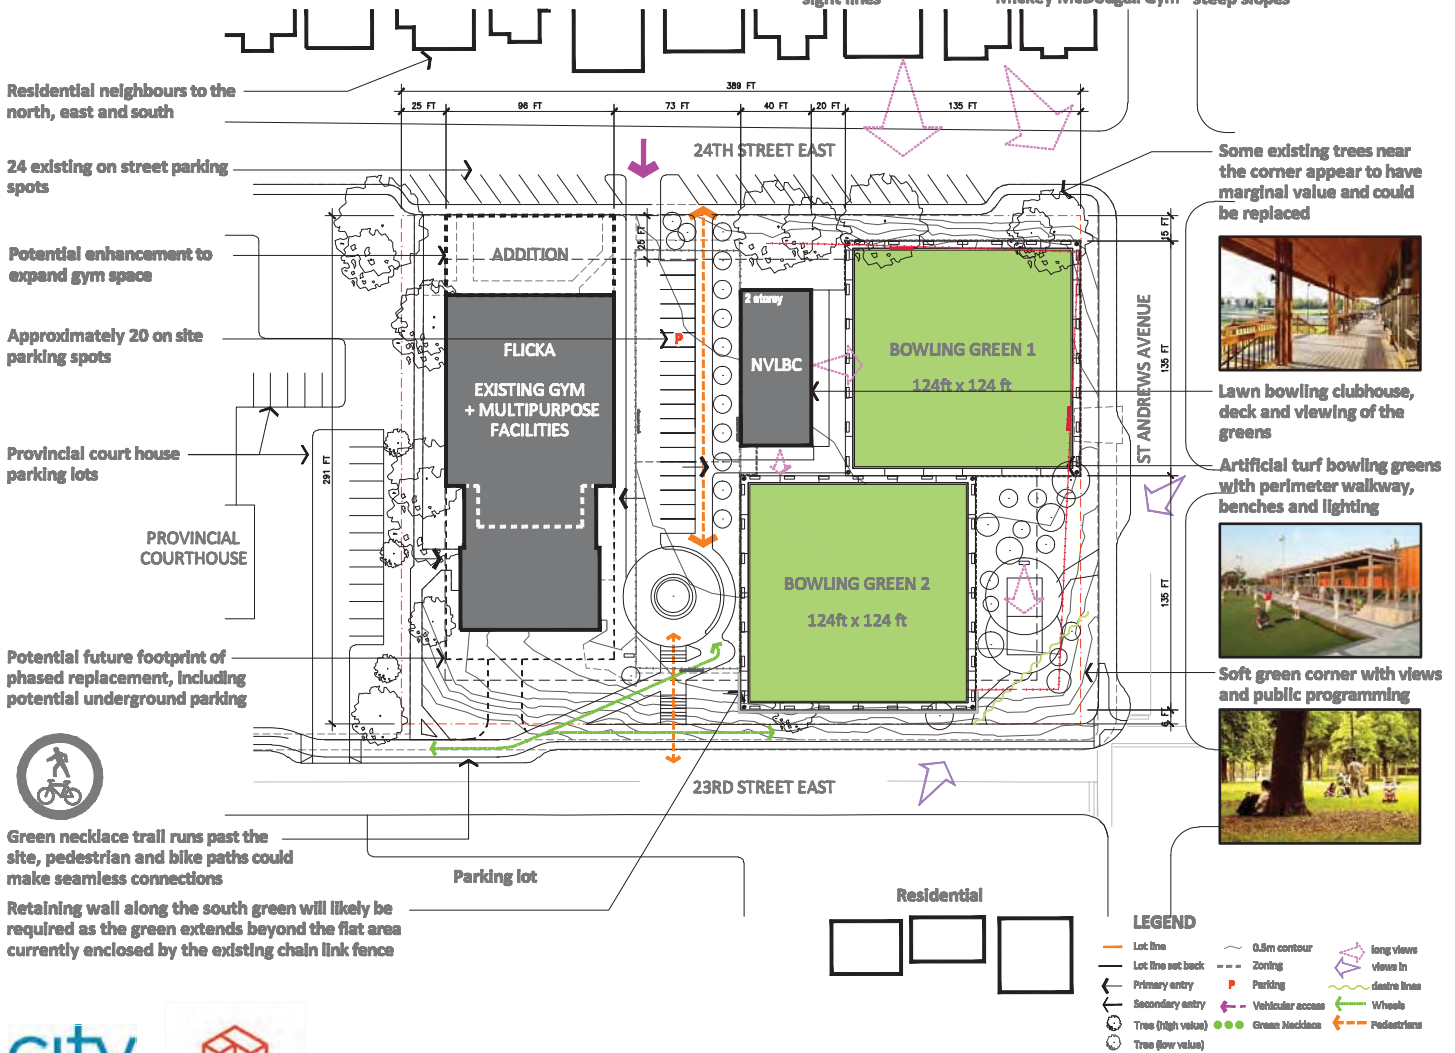 sight lines
Mickey McDougall Gym
steep slopes
Residential neighbours to the
north, east and south
24 existing on street parking
spots
Potential enhancement to
expand gym space
Approximately 20 on site
parking spots
Provincial court house
parking lots
PROVINCIAL
COURTHOUSE
Potential future footprint of
phased replacement, including
potential underground parking
Green necklace trail runs past the
site, pedestrian and bike paths could
make seamless connections
Retaining wall along the south green will likely be
required as the green extends beyond the flat area
currently enclosed by the existing chain link fence
389 FT
25 FT
96 FT
73 FT
40 FT
20 FT
135 FT
24TH STREET EAST
291 FT
25 FT
ADDITION
FLICKA
EXISTING GYM
+ MULTIPURPOSE
FACILITIES
P
2 storey
NVLBC
BOWLING GREEN 1
124ft x 124 ft
BOWLING GREEN 2
124ft x 124 ft
15 FT
135 FT
135 FT
6 FT
ST ANDREWS AVENUE
23RD STREET EAST
Parking lot
Residential
Some existing trees near
the corner appear to have
marginal value and could
be replaced
Lawn bowling clubhouse,
deck and viewing of the
greens
Artificial turf bowling greens
with perimeter walkway,
benches and lighting
Soft green corner with views
and public programming
LEGEND
Lot line
Lot line set back
Primary entry
Secondary entry
Tree (high value)
Tree (low value)
0.5m contour
Zoning
P Parking
Vehicular access
Green Necklace
long views
views in
desire lines
Wheels
Pedestrians
city